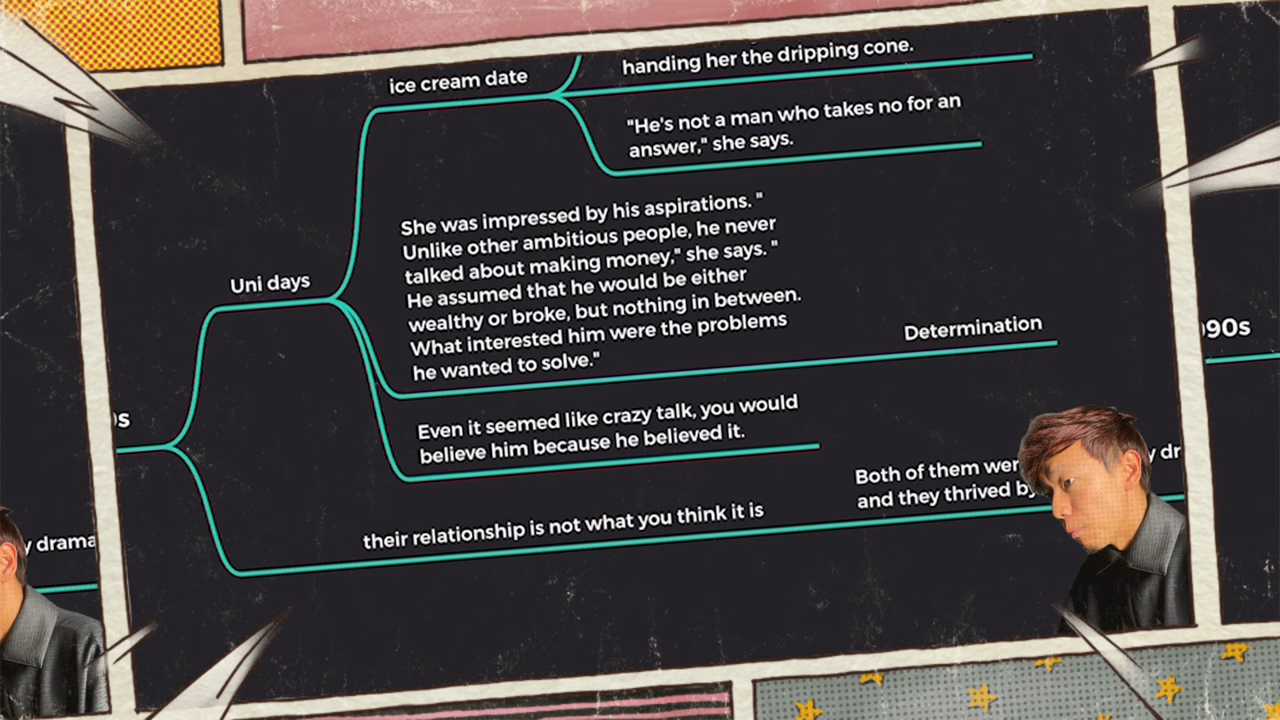 ice cream date
handing her the dripping cone.
"He's not a man who takes no for an
answer," she says.
She was impressed by his aspirations. "
Unlike other ambitious people, he never
talked about making money," she says. "
He assumed that he would be either
wealthy or broke, but nothing in between.
What interested him were the problems
he wanted to solve."
Uni days
Determination
90s
Even it seemed like crazy talk, you would
believe him because he believed it.
Both of them
and they thrived by
their relationship is not what you think it is
drama